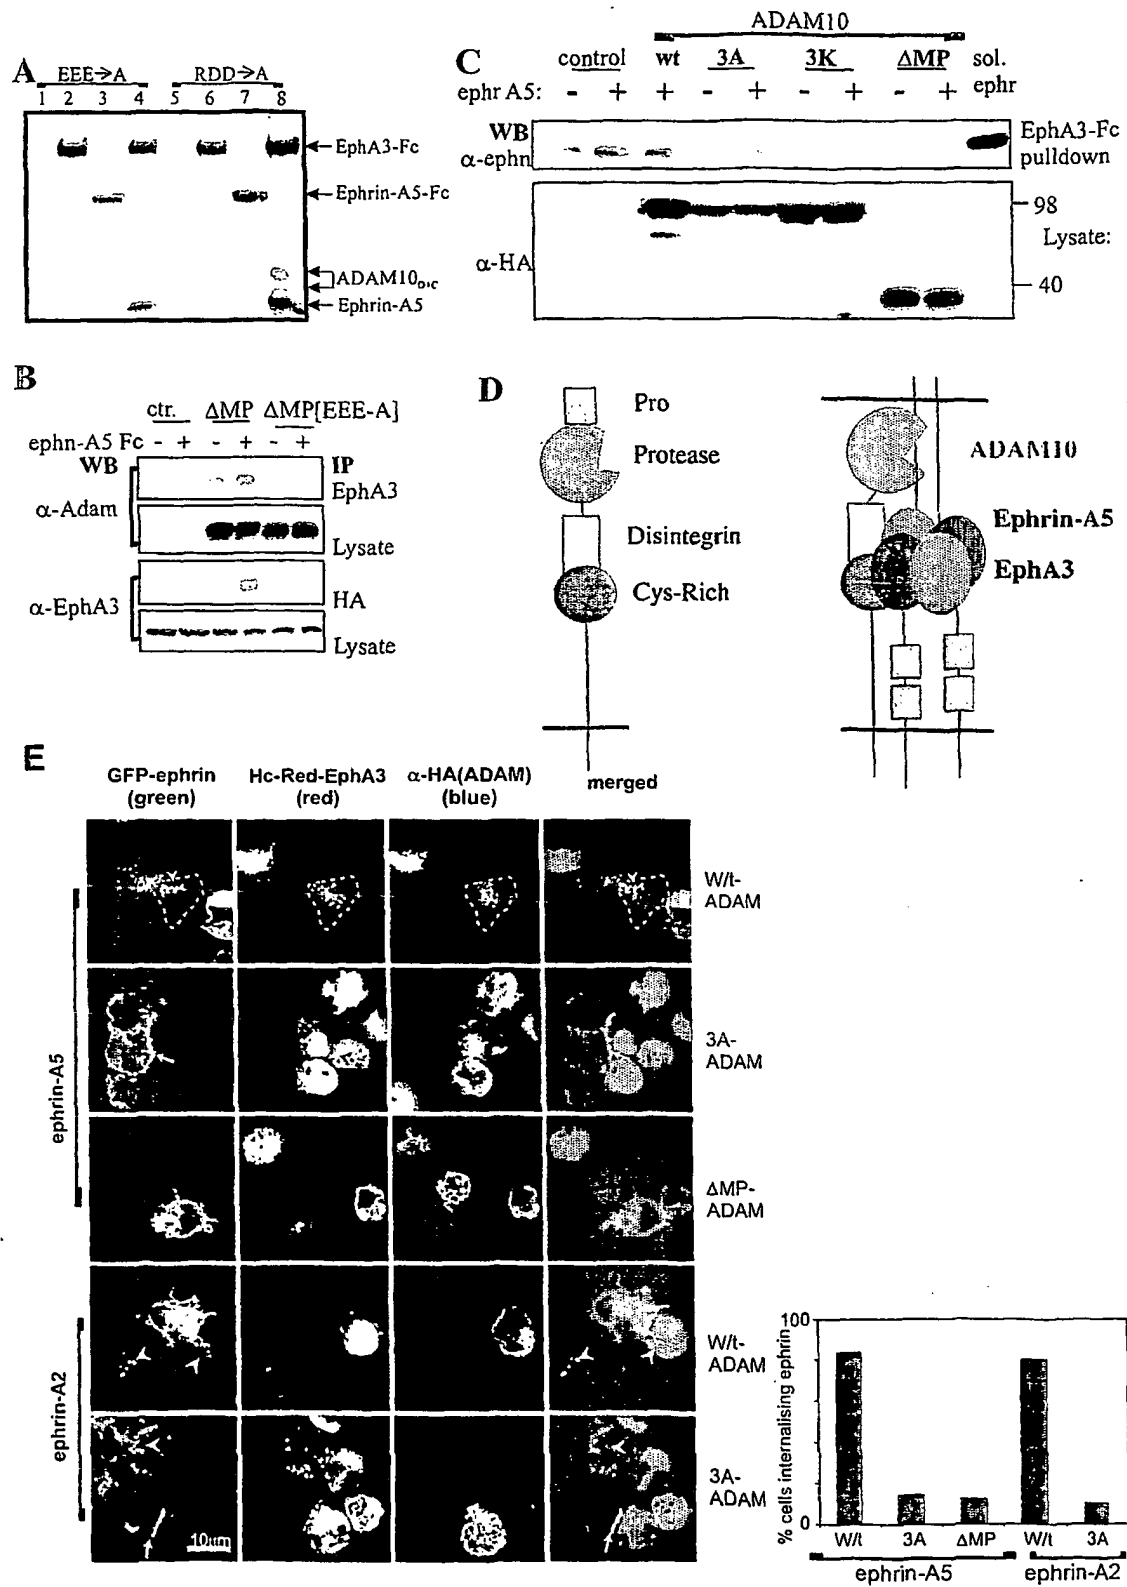 A
EEE→A RDD→A
1 2 3 4 5 6 7 8
EphA3-Fc
Ephrin-A5-Fc
ADAM10D+C
Ephrin-A5
C
ADAM10
control wt 3A 3K ΔMP sol.
ephr A5: - + + - + - + - + ephr
WB
α-ephn
EphA3-Fc
pulldown
98
Lysate:
α-HA
40
B
ctr. ΔMP ΔMP[EEE-A]
ephn-A5 Fc - + - + - +
WB IP
EphA3
α-Adam
Lysate
α-EphA3
HA
Lysate
D
Pro
Protease
Disintegrin
Cys-Rich
ADAM10
Ephrin-A5
EphA3
E
GFP-ephrin
(green)
Hc-Red-EphA3
(red)
α-HA(ADAM)
(blue)
merged
W/t-
ADAM
3A-
ADAM
ΔMP-
ADAM
W/t-
ADAM
3A-
ADAM
ephrin-A5
ephrin-A2
10um
% cells internalising ephrin
100
0
W/t 3A ΔMP W/t 3A
ephrin-A5 ephrin-A2